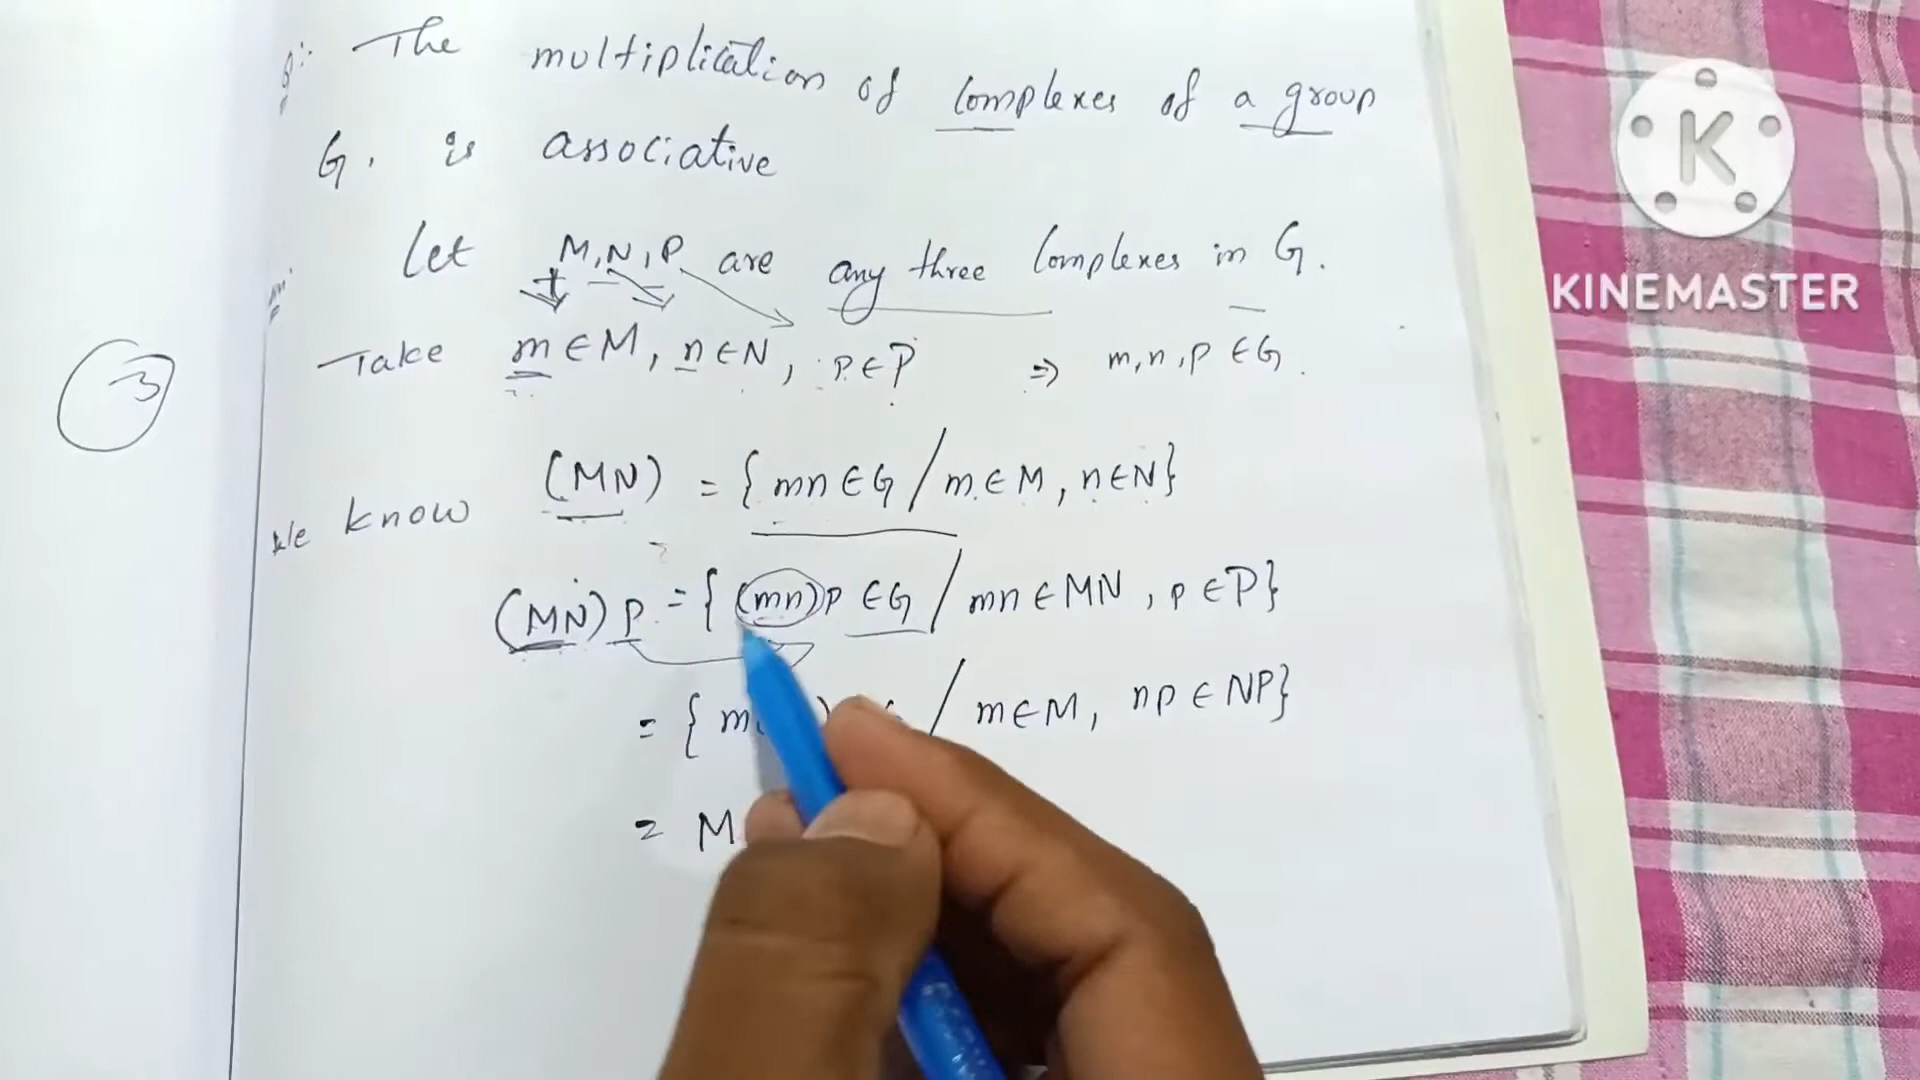 The multiplication of complexes of a group
G. is associative
Let M, N, P are any three Complexes in G.
Take m ∈ M, n ∈ N, p ∈ P ⇒ m, n, p ∈ G.
3
We know (MN) = { mn ∈ G / m ∈ M, n ∈ N}
(MN) P = { (mn)p ∈ G / mn ∈ MN, p ∈ P}
= { m / m ∈ M, np ∈ NP}
= M
K
KINEMASTER